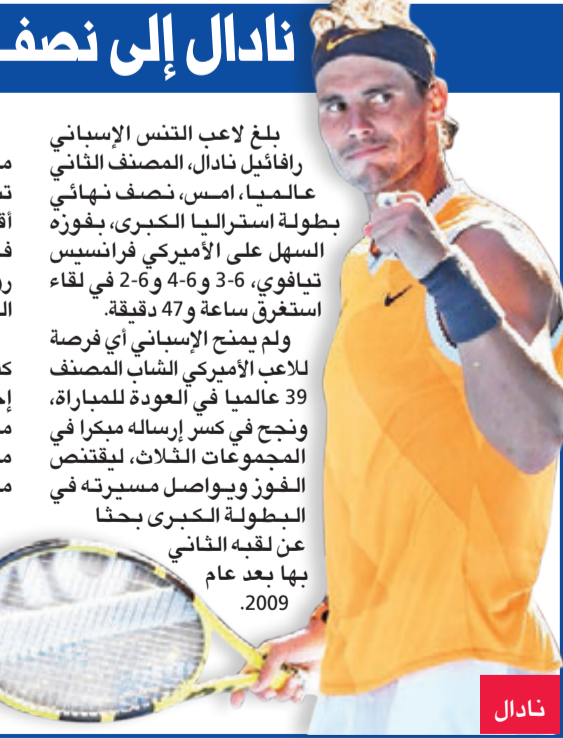 نادال إلى نصف
بلغ لاعب التنس الإسباني
رافائيل نادال، المصنف الثاني
عالميا، امس، نصف نهائي
بطولة استراليا الكبرى، بفوزه
السهل على الأميركي فرانسيس
تيافوي، 6-3 و6-4 و6-2 في لقاء
استغرق ساعة و47 دقيقة.
ولم يمنح الإسباني أي فرصة
للاعب الأميركي الشاب المصنف
39 عالميا في العودة للمباراة،
ونجح في كسر إرساله مبكرا في
المجموعات الثلاث، ليقتنص
الفوز ويواصل مسيرته في
البطولة الكبرى بحثا
عن لقبه الثاني
بها بعد عام
2009.
نادال